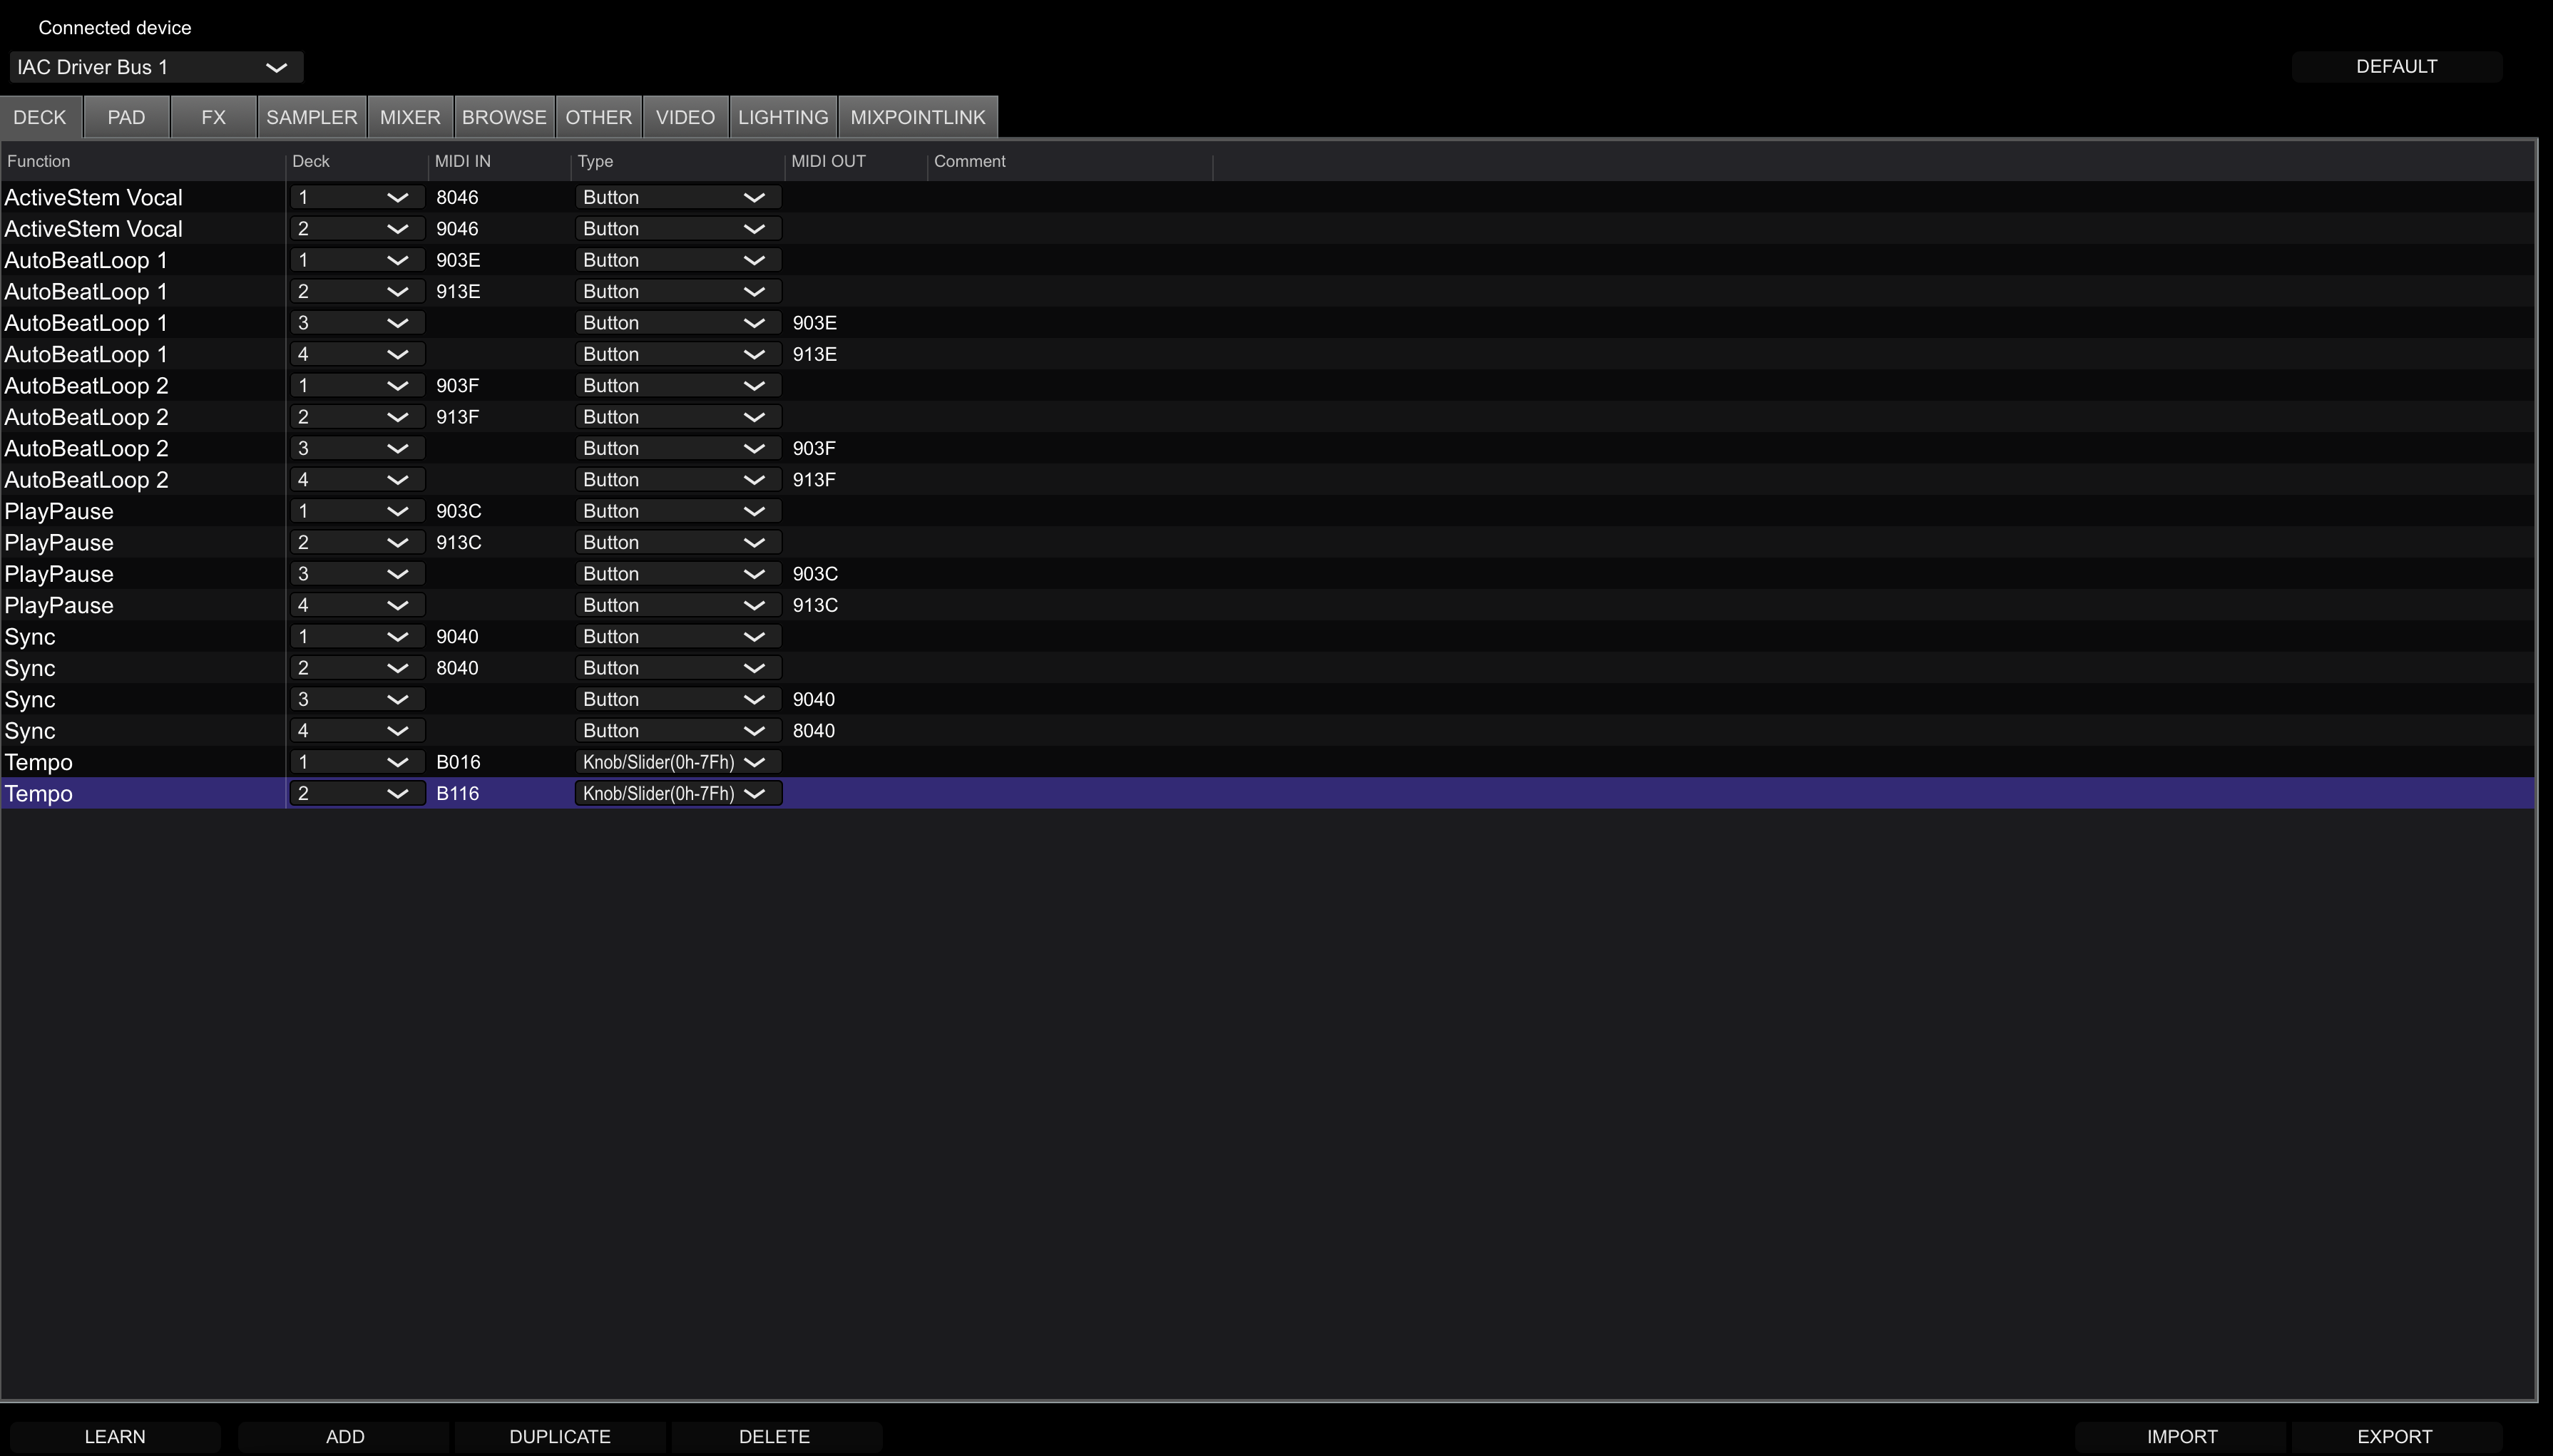 Connected device
IAC Driver Bus 1
DEFAULT
DECK PAD FX SAMPLER MIXER BROWSE OTHER VIDEO LIGHTING MIXPOINTLINK
Function Deck MIDI IN Type MIDI OUT Comment
ActiveStem Vocal 1 8046 Button
ActiveStem Vocal 2 9046 Button
AutoBeatLoop 1 1 903E Button
AutoBeatLoop 1 2 913E Button
AutoBeatLoop 1 3 Button 903E
AutoBeatLoop 1 4 Button 913E
AutoBeatLoop 2 1 903F Button
AutoBeatLoop 2 2 913F Button
AutoBeatLoop 2 3 Button 903F
AutoBeatLoop 2 4 Button 913F
PlayPause 1 903C Button
PlayPause 2 913C Button
PlayPause 3 Button 903C
PlayPause 4 Button 913C
Sync 1 9040 Button
Sync 2 8040 Button
Sync 3 Button 9040
Sync 4 Button 8040
Tempo 1 B016 Knob/Slider(0h-7Fh)
Tempo 2 B116 Knob/Slider(0h-7Fh)
LEARN ADD DUPLICATE DELETE IMPORT EXPORT